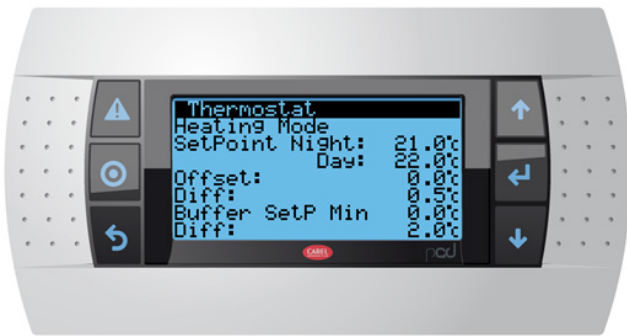 Thermostat
Heating Mode
SetPoint Night: 21.0°c
Day: 22.0°c
Offset: 0.0°c
Diff: 0.5°c
Buffer SetP Min 0.0°c
Diff: 2.0°c
CAREL
pGD